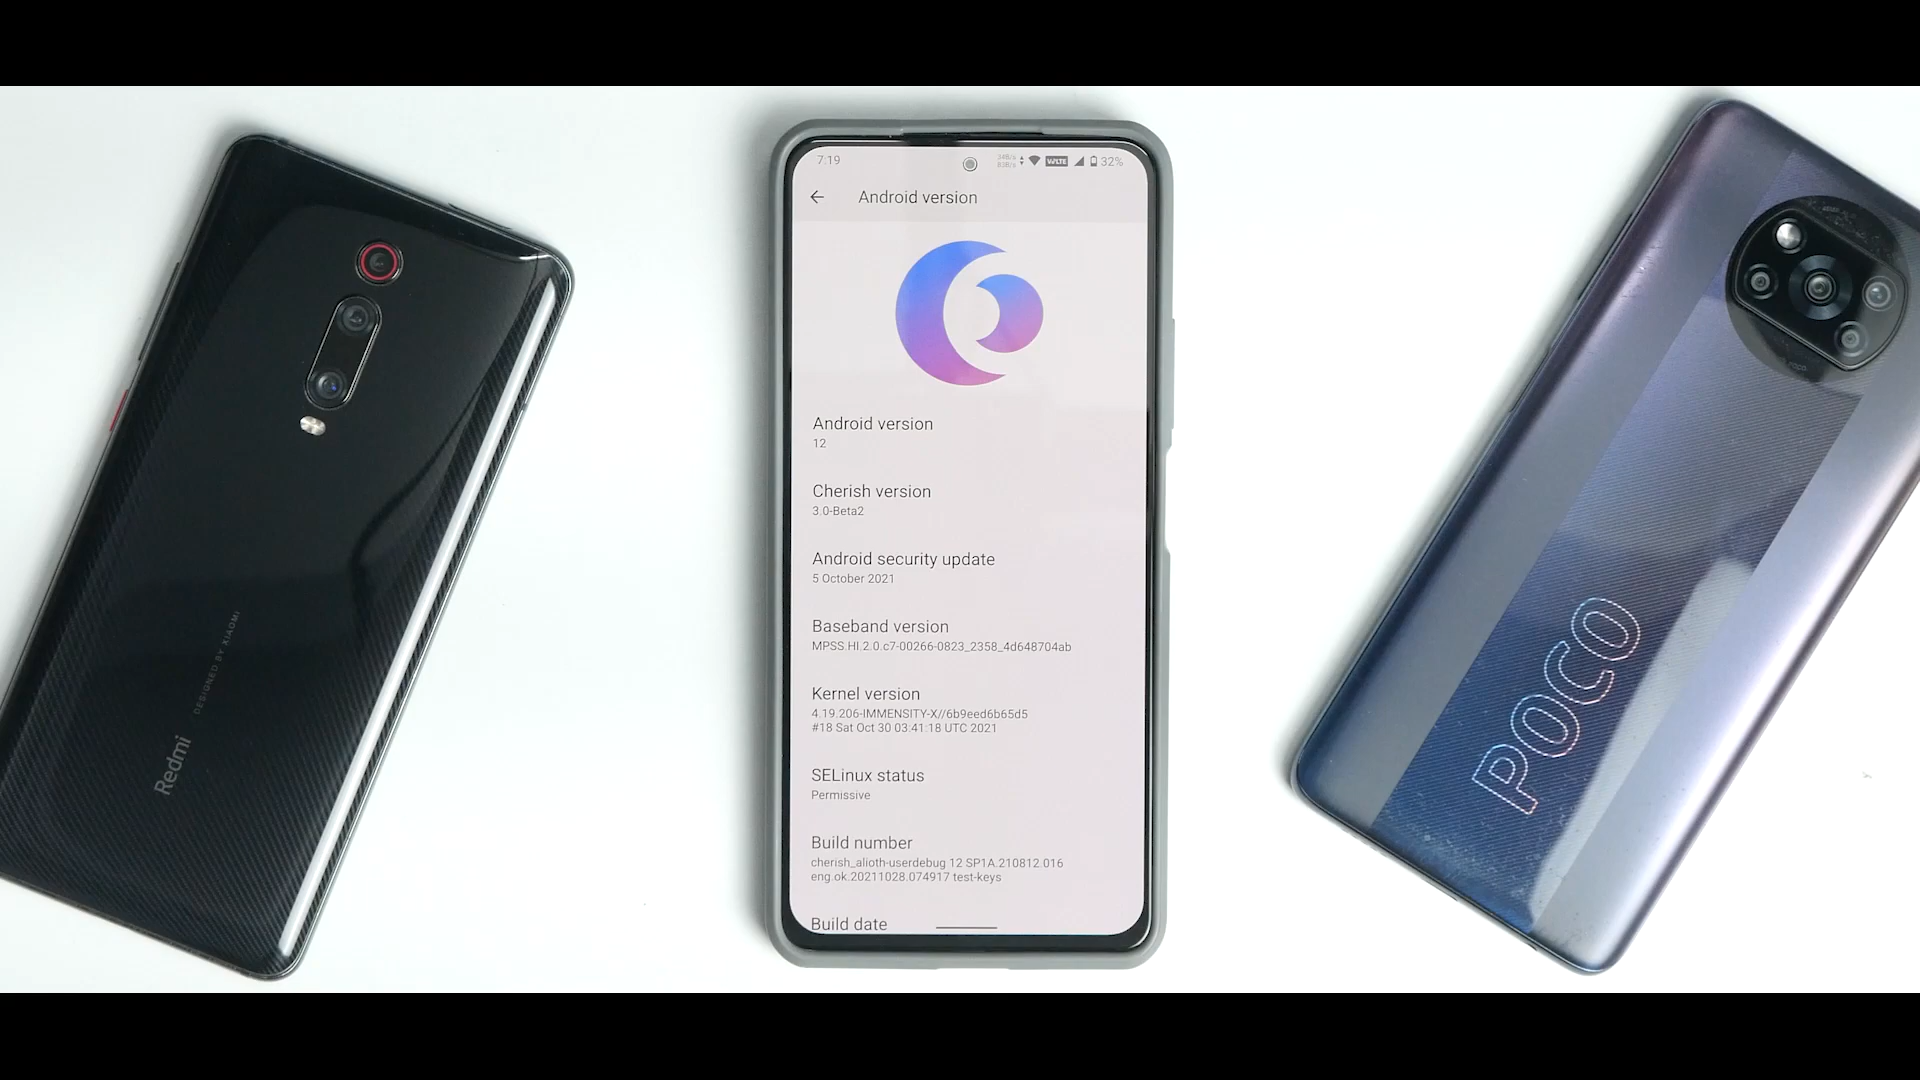 Redmi
DESIGNED BY XIAOMI
7:19
VoLTE
32%
Android version
Android version
12
Cherish version
3.0-Beta2
Android security update
5 October 2021
Baseband version
MPSS.HI.2.0.c7-00266-0823_2358_4d648704ab
Kernel version
4.19.206-IMMENSITY-X//6b9eed6b65d5
#18 Sat Oct 30 03:41:18 UTC 2021
SELinux status
Permissive
Build number
cherish_alioth-userdebug 12 SP1A.210812.016
eng.ok.20211028.074917 test-keys
Build date
POCO